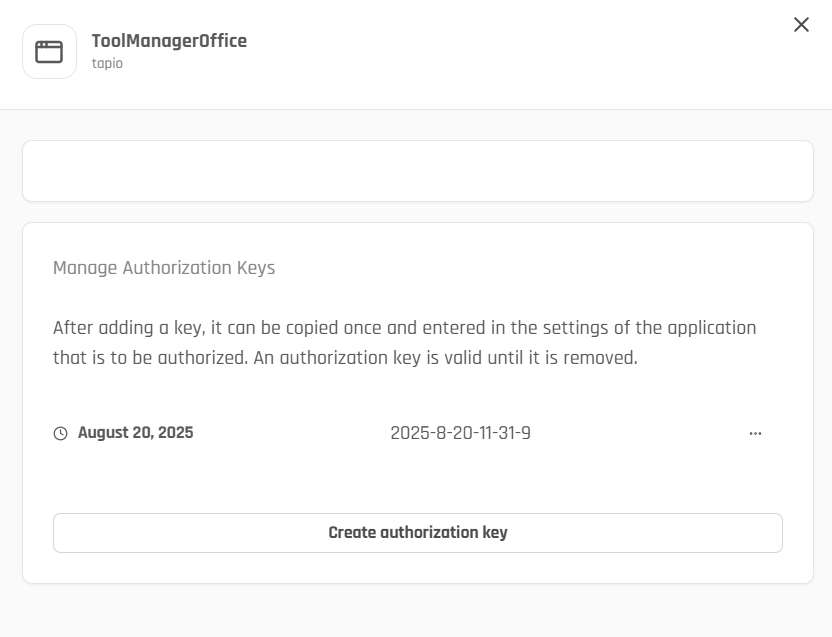 ToolManagerOffice
tapio
Manage Authorization Keys
After adding a key, it can be copied once and entered in the settings of the application
that is to be authorized. An authorization key is valid until it is removed.
August 20, 2025 2025-8-20-11-31-9
Create authorization key